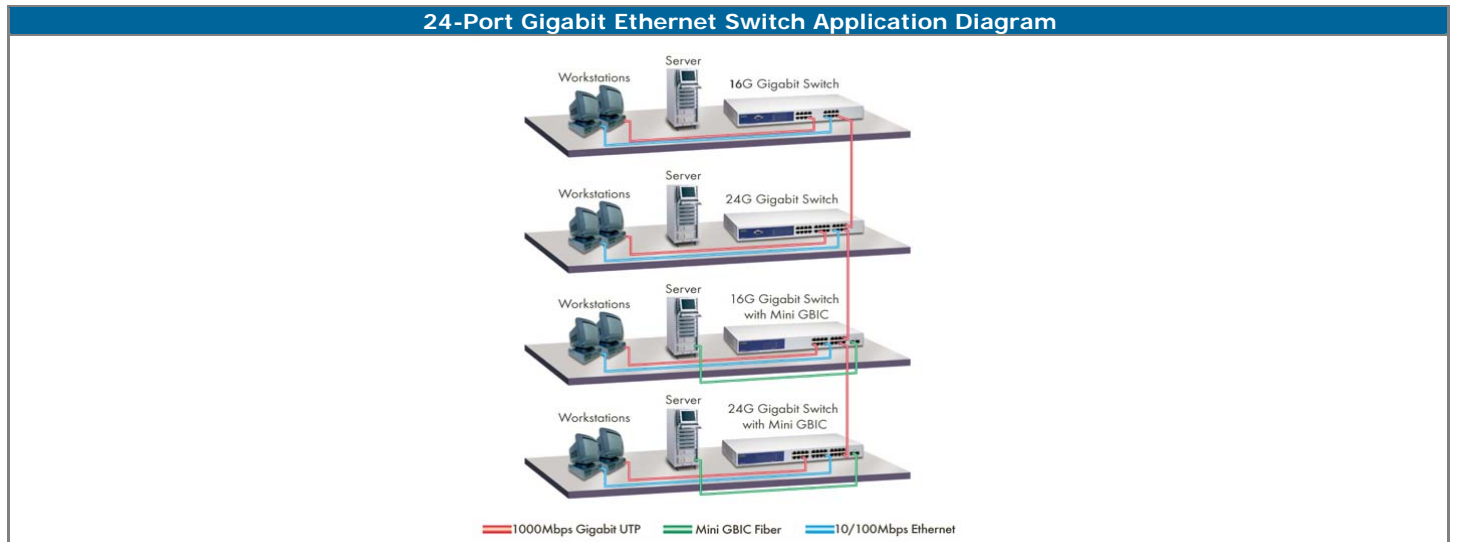 24-Port Gigabit Ethernet Switch Application Diagram
Server
Workstations
16G Gigabit Switch
Server
Workstations
24G Gigabit Switch
Server
Workstations
16G Gigabit Switch
with Mini GBIC
Server
Workstations
24G Gigabit Switch
with Mini GBIC
1000Mbps Gigabit UTP
Mini GBIC Fiber
10/100Mbps Ethernet